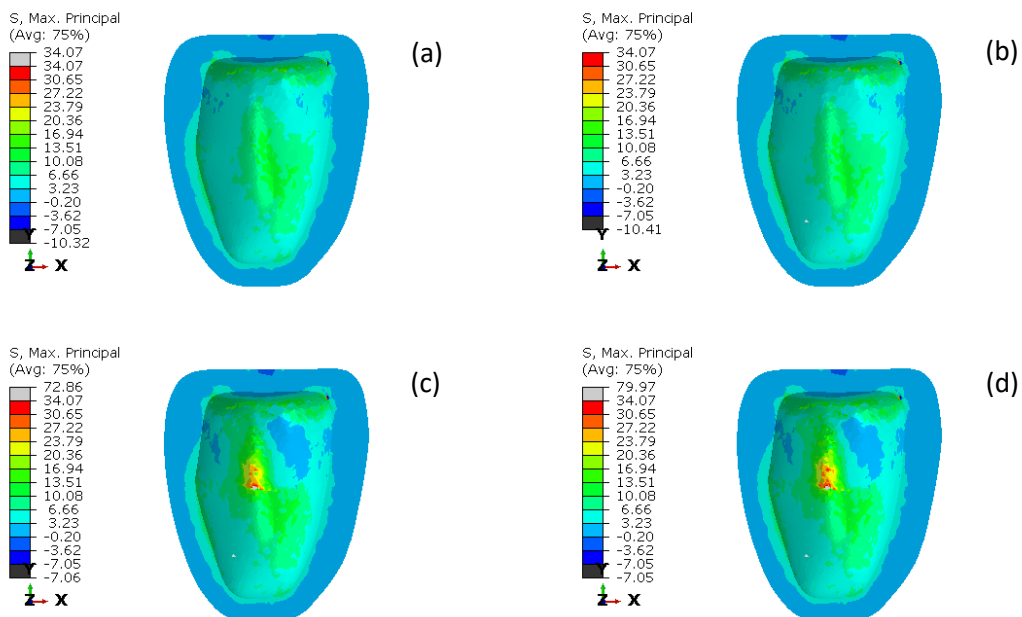 S, Max. Principal
(Avg: 75%)
34.07
34.07
30.65
27.22
23.79
20.36
16.94
13.51
10.08
6.66
3.23
-0.20
-3.62
-7.05
-10.32
Y
Z X
(a)
S, Max. Principal
(Avg: 75%)
34.07
30.65
27.22
23.79
20.36
16.94
13.51
10.08
6.66
3.23
-0.20
-3.62
-7.05
-10.41
Y
Z X
(b)
S, Max. Principal
(Avg: 75%)
72.86
34.07
30.65
27.22
23.79
20.36
16.94
13.51
10.08
6.66
3.23
-0.20
-3.62
-7.05
-7.06
Y
Z X
(c)
S, Max. Principal
(Avg: 75%)
79.97
34.07
30.65
27.22
23.79
20.36
16.94
13.51
10.08
6.66
3.23
-0.20
-3.62
-7.05
-7.05
Y
Z X
(d)